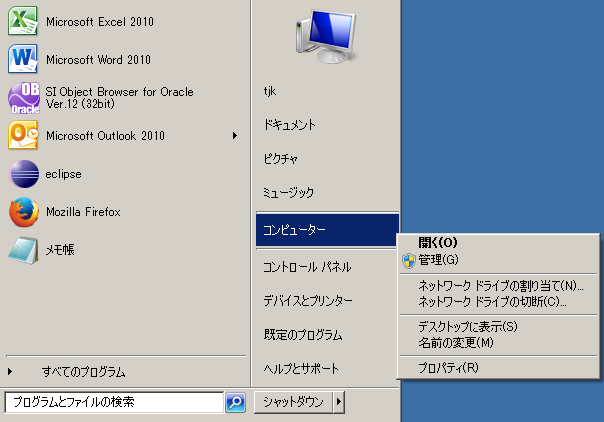 Microsoft Excel 2010
Microsoft Word 2010
OB
Oracle
SI Object Browser for Oracle
Ver.12 (32bit)
Microsoft Outlook 2010
eclipse
Mozilla Firefox
メモ帳
すべてのプログラム
プログラムとファイルの検索
tjk
ドキュメント
ピクチャ
ミュージック
コンピューター
コントロール パネル
デバイスとプリンター
既定のプログラム
ヘルプとサポート
シャットダウン
開く(O)
管理(G)
ネットワーク ドライブの割り当て(N)...
ネットワーク ドライブの切断(C)...
デスクトップに表示(S)
名前の変更(M)
プロパティ(R)